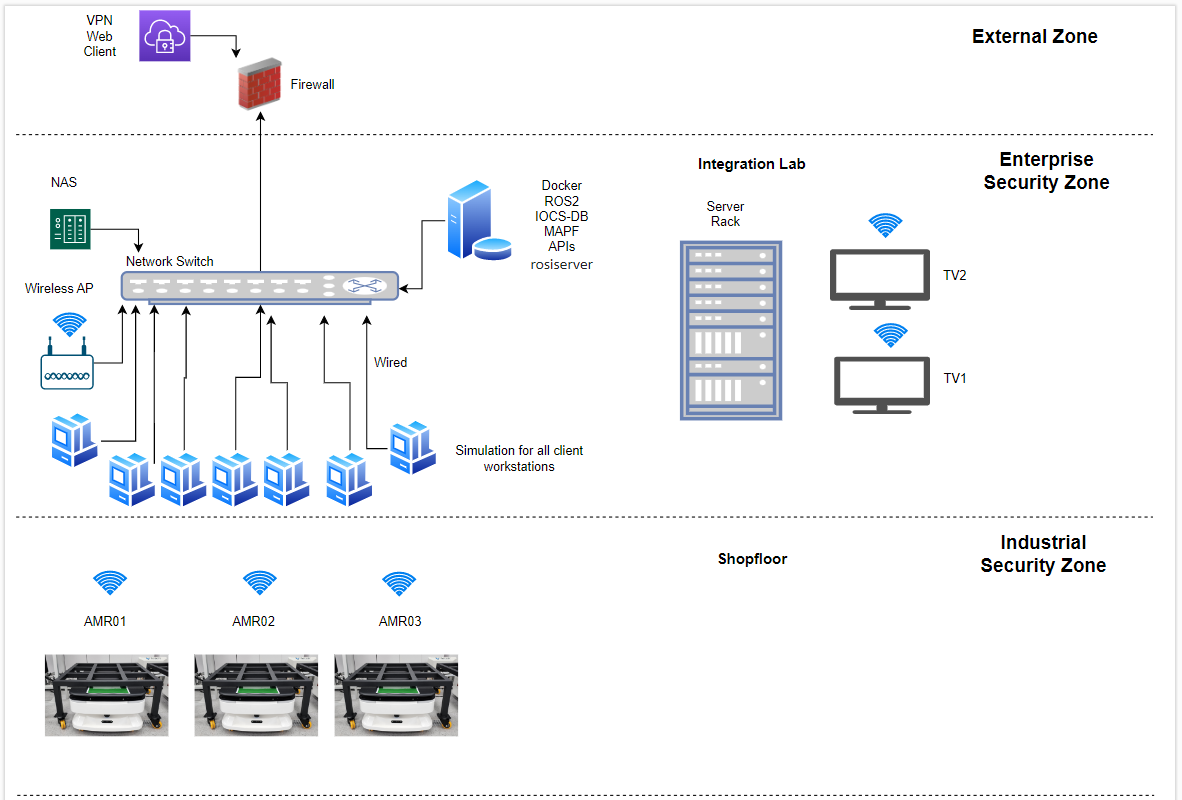 VPN
Web
Client
Firewall
External Zone
Enterprise
Security Zone
Integration Lab
NAS
Docker
ROS2
IOCS-DB
MAPF
APIs
rosiserver
Server
Rack
Network Switch
Wireless AP
TV2
Wired
TV1
Simulation for all client
workstations
Industrial
Security Zone
Shopfloor
AMR01
AMR02
AMR03